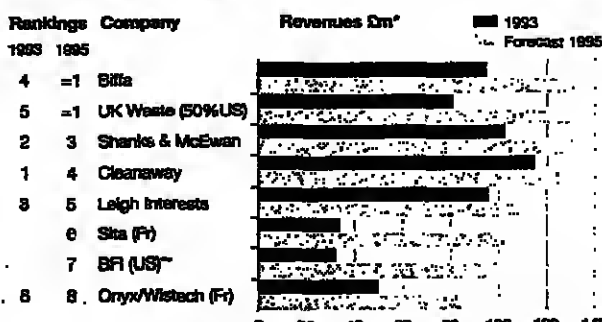 Rankings Company Revenues £m*
1993 1995
1993
Forecast 1995
4 =1 Biffa
5 =1 UK Waste (50%US)
2 3 Shanks & McEwan
1 4 Cleanaway
3 5 Leigh Interests
6 Sita (Fr)
7 BFI (US)**
8 Onyx/Wistech (Fr)